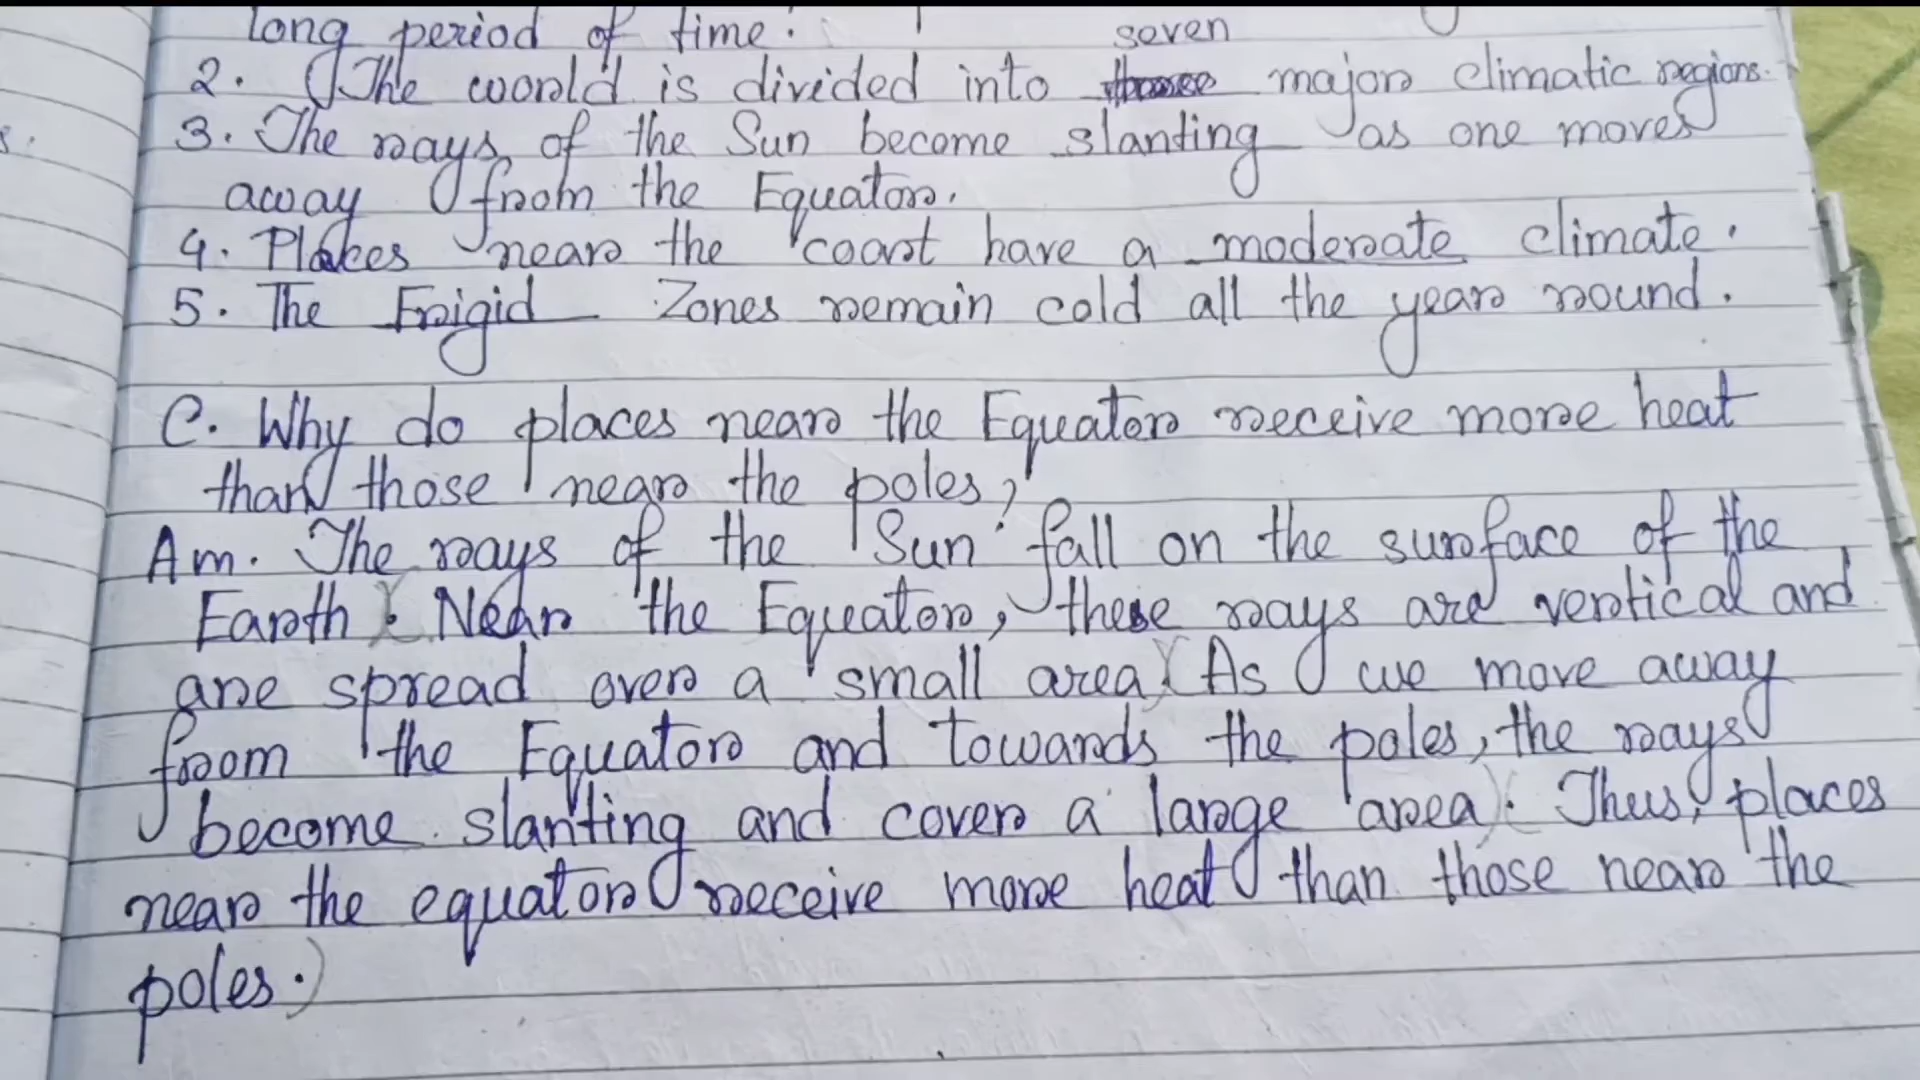 long period of time.
seven
2. The world is divided into three major climatic regions.
3. The rays of the Sun become slanting as one moves
away from the Equator.
4. Places near the coast have a moderate climate.
5. The Frigid Zones remain cold all the year round.
C. Why do places near the Equator receive more heat
than those near the poles?
Am. The rays of the Sun fall on the surface of the
Earth. Near the Equator, these rays are vertical and
are spread over a small area. As we move away
from the Equator and towards the poles, the rays
become slanting and cover a large area. Thus, places
near the equator receive more heat than those near the
poles.)